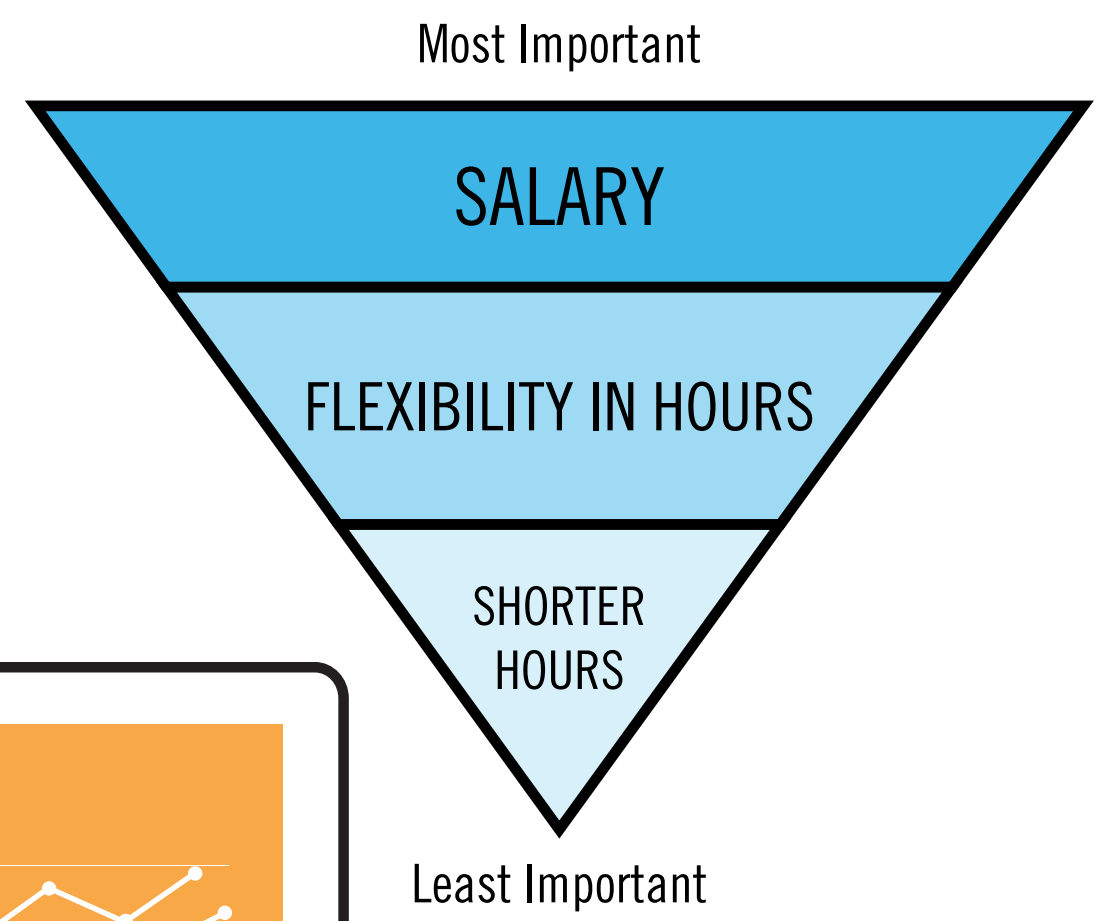 Most Important
SALARY
FLEXIBILITY IN HOURS
SHORTER
HOURS
Least Important